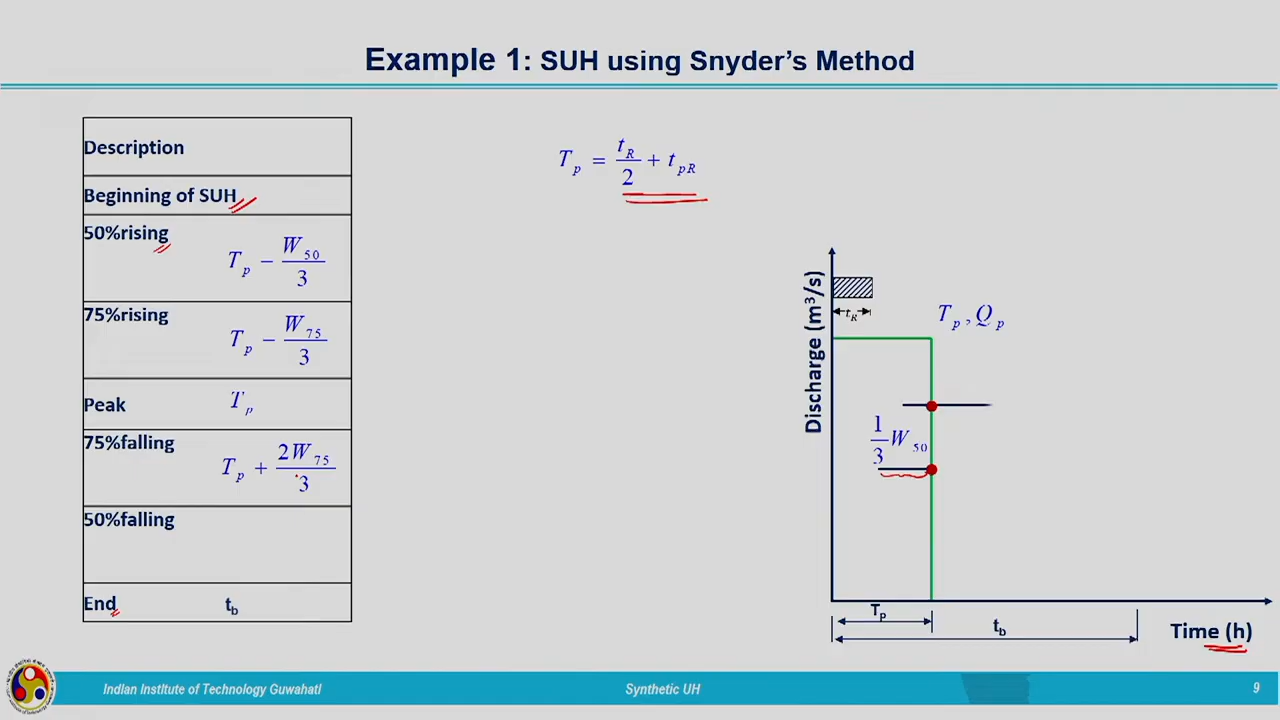 Example 1: SUH using Snyder's Method
Description
Beginning of SUH
50%rising
T_p − W_50/3
75%rising
T_p − W_75/3
Peak T_p
75%falling
T_p + 2W_75/3
50%falling
End t_b
T_p = t_R/2 + t_pR
Discharge (m³/s)
t_R
T_p, Q_p
1/3 W_50
T_p
t_b
Time (h)
Indian Institute of Technology Guwahati
Synthetic UH
9